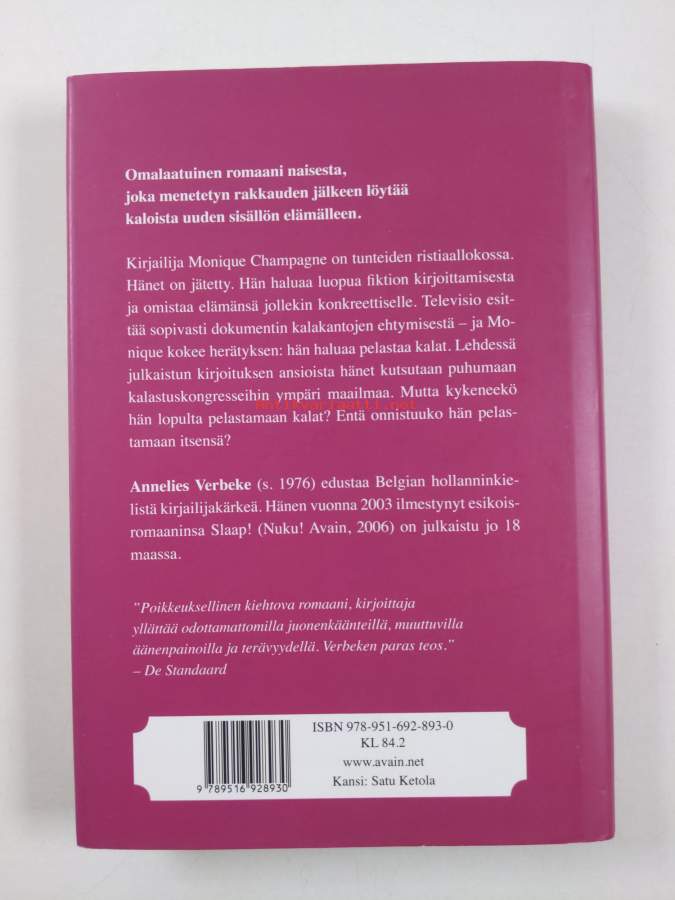 Omalaatuinen romaani naisesta,
joka menetetyn rakkauden jälkeen löytää
kaloista uuden sisällön elämälleen.
Kirjailija Monique Champagne on tunteiden ristiaallokossa.
Hänet on jätetty. Hän haluaa luopua fiktion kirjoittamisesta
ja omistaa elämänsä jollekin konkreettiselle. Televisio esit-
tää sopivasti dokumentin kalakantojen ehtymisestä – ja Mo-
nique kokee herätyksen: hän haluaa pelastaa kalat. Lehdessä
julkaistun kirjoituksen ansioista hänet kutsutaan puhumaan
kalastuskongresseihin ympäri maailmaa. Mutta kykeneekö
hän lopulta pelastamaan kalat? Entä onnistuuko hän pelas-
tamaan itsensä?
Annelies Verbeke (s. 1976) edustaa Belgian hollanninkie-
listä kirjailijakärkeä. Hänen vuonna 2003 ilmestynyt esikois-
romaaninsa Slaap! (Nuku! Avain, 2006) on julkaistu jo 18
maassa.
"Poikkeuksellinen kiehtova romaani, kirjoittaja
yllättää odottamattomilla juonenkäänteillä, muuttuvilla
äänenpainoilla ja terävyydellä. Verbeken paras teos."
– De Standaard
ISBN 978-951-692-893-0
KL 84.2
www.avain.net
Kansi: Satu Ketola
9 789516 928930